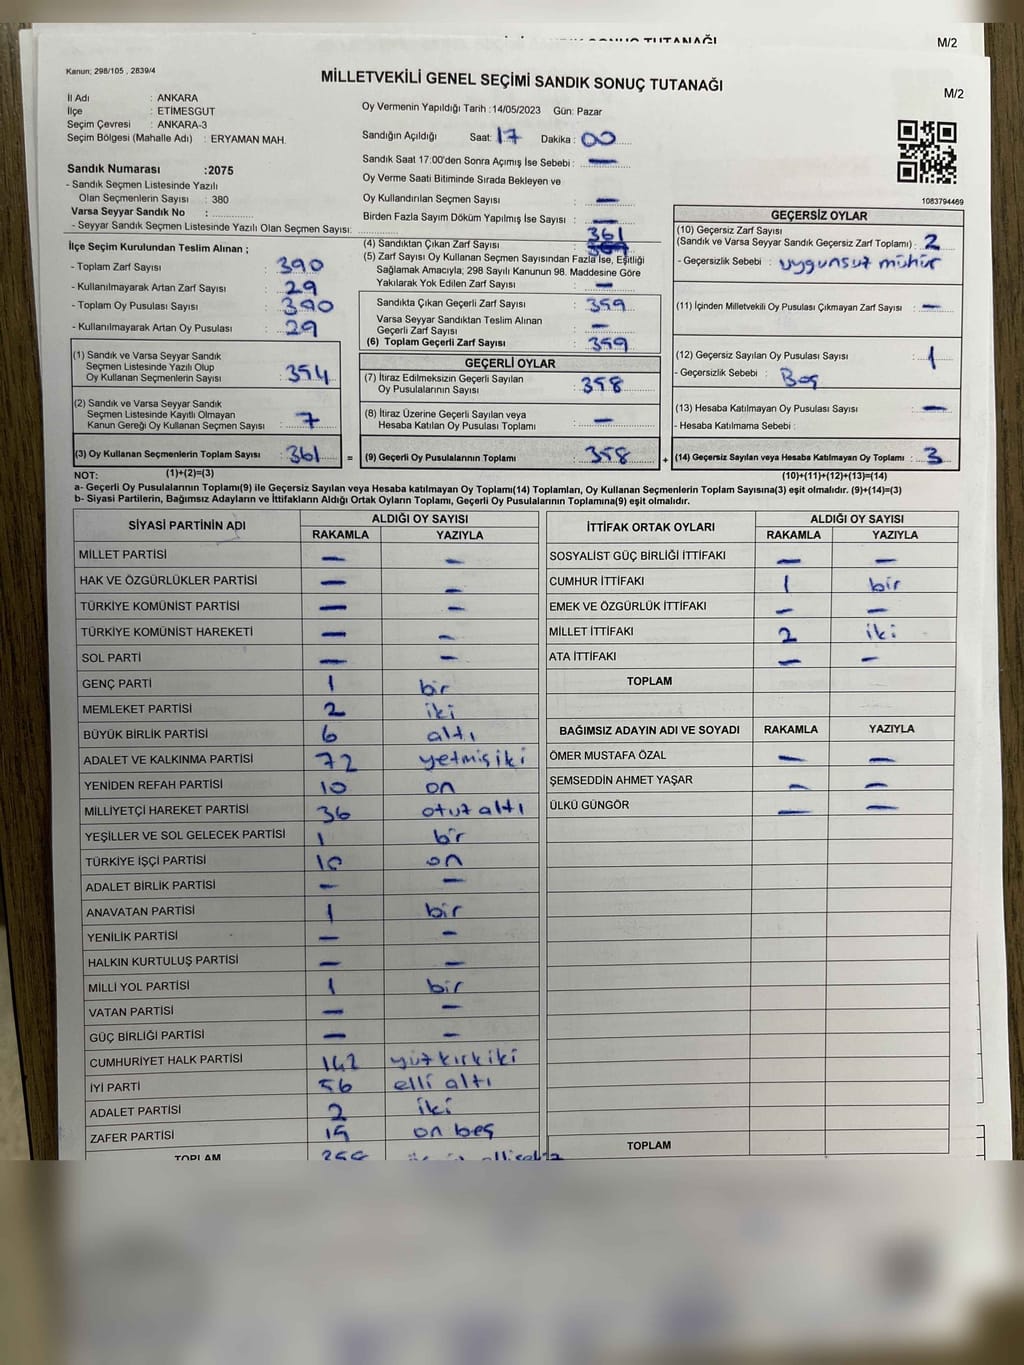 M/2
Kanun; 298/105 , 2839/4
MİLLETVEKİLİ GENEL SEÇİMİ SANDIK SONUÇ TUTANAĞI
M/2
İl Adı : ANKARA
İlçe : ETİMESGUT
Seçim Çevresi : ANKARA-3
Seçim Bölgesi (Mahalle Adı) : ERYAMAN MAH.
Oy Vermenin Yapıldığı Tarih :14/05/2023 Gün: Pazar
Sandığın Açıldığı Saat: 17 Dakika : 00
Sandık Saat 17:00'den Sonra Açımış İse Sebebi : —
Oy Verme Saati Bitiminde Sırada Bekleyen ve
Oy Kullandırılan Seçmen Sayısı : —
Birden Fazla Sayım Döküm Yapılmış İse Sayısı : —
Sandık Numarası :2075
- Sandık Seçmen Listesinde Yazılı
Olan Seçmenlerin Sayısı : 380
Varsa Seyyar Sandık No :
- Seyyar Sandık Seçmen Listesinde Yazılı Olan Seçmen Sayısı:
1083794469
İlçe Seçim Kurulundan Teslim Alınan ;
- Toplam Zarf Sayısı : 390
- Kullanılmayarak Artan Zarf Sayısı : 29
- Toplam Oy Pusulası Sayısı : 390
- Kullanılmayarak Artan Oy Pusulası : 29
(1) Sandık ve Varsa Seyyar Sandık
Seçmen Listesinde Yazılı Olup
Oy Kullanan Seçmenlerin Sayısı : 354
(2) Sandık ve Varsa Seyyar Sandık
Seçmen Listesinde Kayıtlı Olmayan
Kanun Gereği Oy Kullanan Seçmen Sayısı : 7
(3) Oy Kullanan Seçmenlerin Toplam Sayısı : 361
(4) Sandıktan Çıkan Zarf Sayısı : 361
(5) Zarf Sayısı Oy Kullanan Seçmen Sayısından Fazla İse, Eşitliği
Sağlamak Amacıyla; 298 Sayılı Kanunun 98. Maddesine Göre
Yakılarak Yok Edilen Zarf Sayısı : —
Sandıkta Çıkan Geçerli Zarf Sayısı : 359
Varsa Seyyar Sandıktan Teslim Alınan
Geçerli Zarf Sayısı : —
(6) Toplam Geçerli Zarf Sayısı : 359
GEÇERLİ OYLAR
(7) İtiraz Edilmeksizin Geçerli Sayılan
Oy Pusulalarının Sayısı : 358
(8) İtiraz Üzerine Geçerli Sayılan veya
Hesaba Katılan Oy Pusulası Toplamı : —
= (9) Geçerli Oy Pusulalarının Toplamı : 358
GEÇERSİZ OYLAR
(10) Geçersiz Zarf Sayısı
(Sandık ve Varsa Seyyar Sandık Geçersiz Zarf Toplamı) : 2
- Geçersizlik Sebebi : uygunsuz mühür
(11) İçinden Milletvekili Oy Pusulası Çıkmayan Zarf Sayısı : —
(12) Geçersiz Sayılan Oy Pusulası Sayısı : 1
- Geçersizlik Sebebi : Boş
(13) Hesaba Katılmayan Oy Pusulası Sayısı : —
- Hesaba Katılmama Sebebi :
+ (14) Geçersiz Sayılan veya Hesaba Katılmayan Oy Toplamı : 3
NOT: (1)+(2)=(3) (10)+(11)+(12)+(13)=(14)
a- Geçerli Oy Pusulalarının Toplamı(9) ile Geçersiz Sayılan veya Hesaba katılmayan Oy Toplamı(14) Toplamları, Oy Kullanan Seçmenlerin Toplam Sayısına(3) eşit olmalıdır. (9)+(14)=(3)
b- Siyasi Partilerin, Bağımsız Adayların ve İttifakların Aldığı Ortak Oyların Toplamı, Geçerli Oy Pusulalarının Toplamına(9) eşit olmalıdır.
SİYASİ PARTİNİN ADI ALDIĞI OY SAYISI
RAKAMLA YAZIYLA
MİLLET PARTİSİ — —
HAK VE ÖZGÜRLÜKLER PARTİSİ — —
TÜRKİYE KOMÜNİST PARTİSİ — —
TÜRKİYE KOMÜNİST HAREKETİ — —
SOL PARTİ — —
GENÇ PARTİ 1 bir
MEMLEKET PARTİSİ 2 iki
BÜYÜK BİRLİK PARTİSİ 6 altı
ADALET VE KALKINMA PARTİSİ 72 yetmiş iki
YENİDEN REFAH PARTİSİ 10 on
MİLLİYETÇİ HAREKET PARTİSİ 36 otuz altı
YEŞİLLER VE SOL GELECEK PARTİSİ 1 bir
TÜRKİYE İŞÇİ PARTİSİ 10 on
ADALET BİRLİK PARTİSİ — —
ANAVATAN PARTİSİ 1 bir
YENİLİK PARTİSİ — —
HALKIN KURTULUŞ PARTİSİ — —
MİLLİ YOL PARTİSİ 1 bir
VATAN PARTİSİ — —
GÜÇ BİRLİĞİ PARTİSİ — —
CUMHURİYET HALK PARTİSİ 142 yüz kırk iki
İYİ PARTİ 56 elli altı
ADALET PARTİSİ 2 iki
ZAFER PARTİSİ 15 on beş
TOPLAM
İTTİFAK ORTAK OYLARI ALDIĞI OY SAYISI
RAKAMLA YAZIYLA
SOSYALİST GÜÇ BİRLİĞİ İTTİFAKI — —
CUMHUR İTTİFAKI 1 bir
EMEK VE ÖZGÜRLÜK İTTİFAKI — —
MİLLET İTTİFAKI 2 iki
ATA İTTİFAKI — —
TOPLAM
BAĞIMSIZ ADAYIN ADI VE SOYADI RAKAMLA YAZIYLA
ÖMER MUSTAFA ÖZAL — —
ŞEMSEDDİN AHMET YAŞAR — —
ÜLKÜ GÜNGÖR — —
TOPLAM